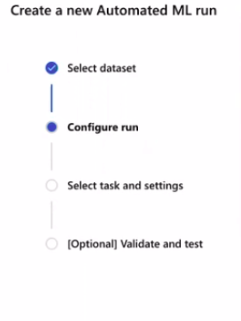 Create a new Automated ML run
Select dataset
Configure run
Select task and settings
[Optional] Validate and test